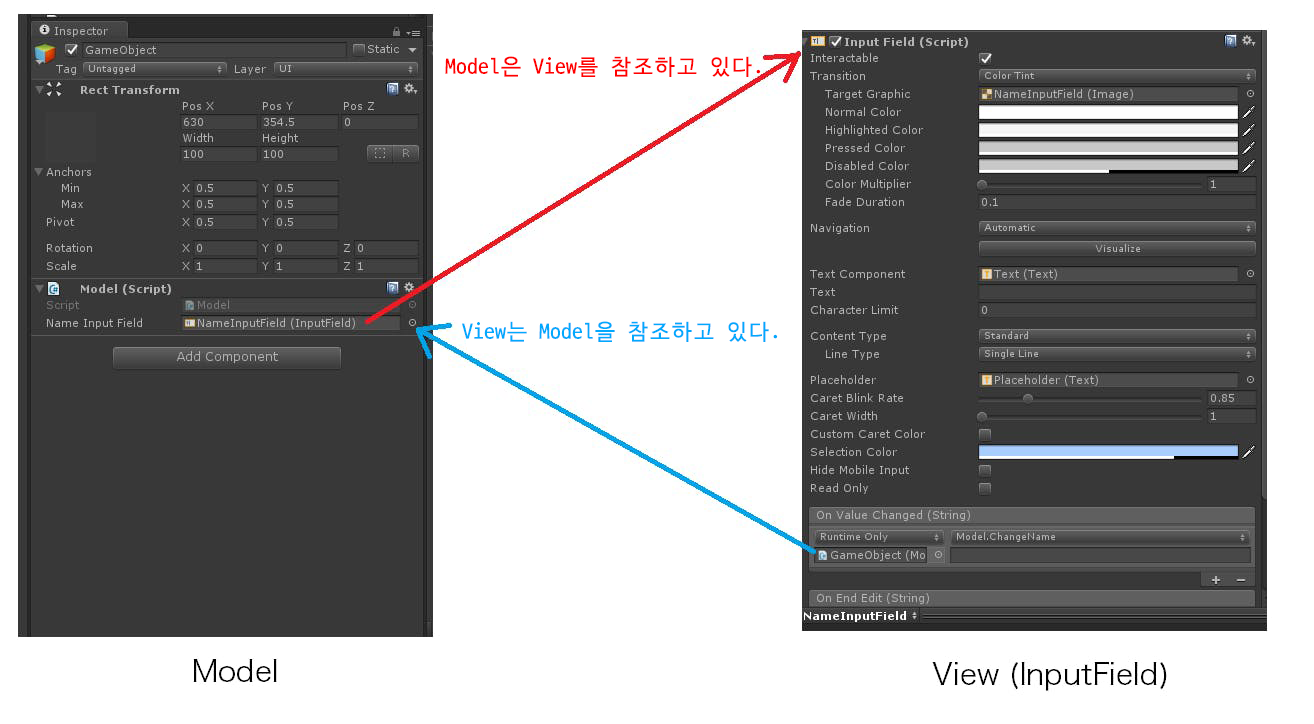 Inspector
GameObject
Static
Tag Untagged Layer UI
Rect Transform
Pos X Pos Y Pos Z
630 354.5 0
Width Height
100 100 R
Anchors
Min X 0.5 Y 0.5
Max X 0.5 Y 0.5
Pivot X 0.5 Y 0.5
Rotation X 0 Y 0 Z 0
Scale X 1 Y 1 Z 1
Model (Script)
Script Model
Name Input Field NameInputField (InputField)
Add Component
Model
Model은 View를 참조하고 있다.
View는 Model을 참조하고 있다.
Input Field (Script)
Interactable
Transition Color Tint
Target Graphic NameInputField (Image)
Normal Color
Highlighted Color
Pressed Color
Disabled Color
Color Multiplier 1
Fade Duration 0.1
Navigation Automatic
Visualize
Text Component Text (Text)
Text
Character Limit 0
Content Type Standard
Line Type Single Line
Placeholder Placeholder (Text)
Caret Blink Rate 0.85
Caret Width 1
Custom Caret Color
Selection Color
Hide Mobile Input
Read Only
On Value Changed (String)
Runtime Only Model.ChangeName
GameObject (Mo
+ −
On End Edit (String)
NameInputField
View (InputField)